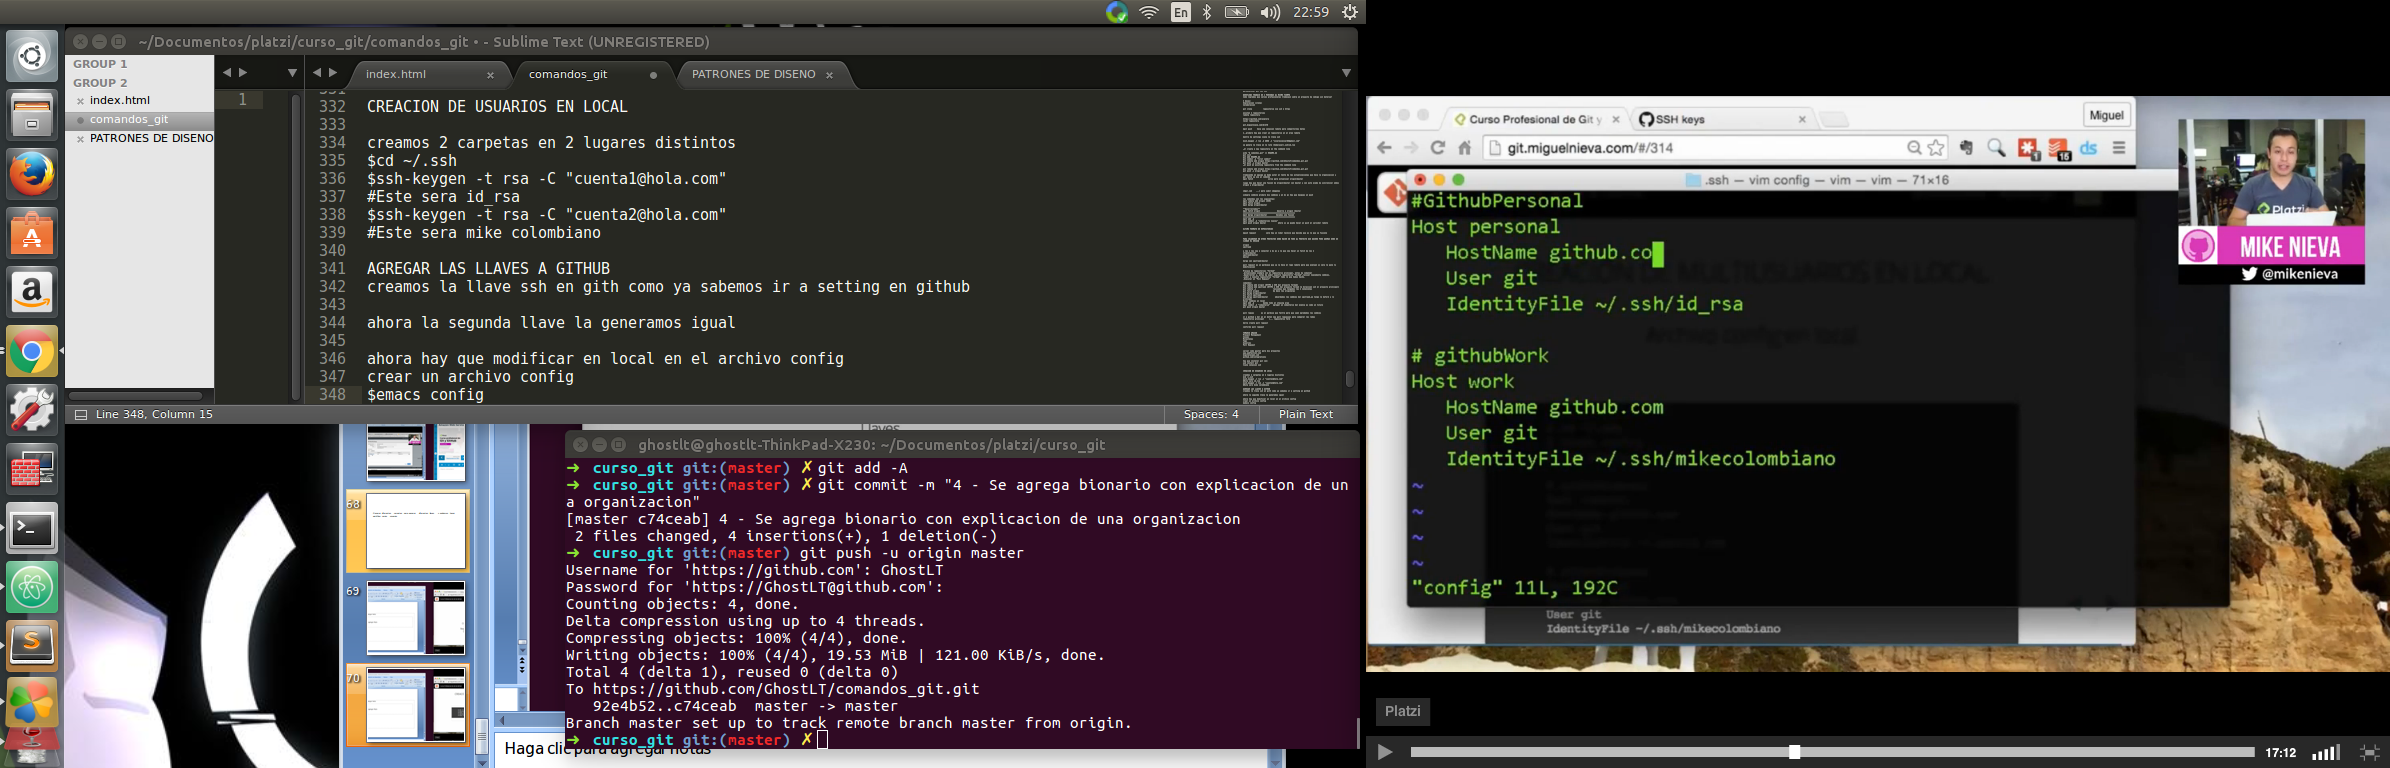 En
22:59
~/Documentos/platzi/curso_git/comandos_git • - Sublime Text (UNREGISTERED)
GROUP 1
GROUP 2
index.html
comandos_git
PATRONES DE DISENO
1
index.html
comandos_git
PATRONES DE DISENO
331
332 CREACION DE USUARIOS EN LOCAL
333
334 creamos 2 carpetas en 2 lugares distintos
335 $cd ~/.ssh
336 $ssh-keygen -t rsa -C "cuenta1@hola.com"
337 #Este sera id_rsa
338 $ssh-keygen -t rsa -C "cuenta2@hola.com"
339 #Este sera mike colombiano
340
341 AGREGAR LAS LLAVES A GITHUB
342 creamos la llave ssh en gith como ya sabemos ir a setting en github
343
344 ahora la segunda llave la generamos igual
345
346 ahora hay que modificar en local en el archivo config
347 crear un archivo config
348 $emacs config
Line 348, Column 15
Spaces: 4
Plain Text
68
69
70
Haga clic para agregar notas
ghostlt@ghostlt-ThinkPad-X230: ~/Documentos/platzi/curso_git
➜ curso_git git:(master) ✗ git add -A
➜ curso_git git:(master) ✗ git commit -m "4 - Se agrega bionario con explicacion de un
a organizacion"
[master c74ceab] 4 - Se agrega bionario con explicacion de una organizacion
2 files changed, 4 insertions(+), 1 deletion(-)
➜ curso_git git:(master) git push -u origin master
Username for 'https://github.com': GhostLT
Password for 'https://GhostLT@github.com':
Counting objects: 4, done.
Delta compression using up to 4 threads.
Compressing objects: 100% (4/4), done.
Writing objects: 100% (4/4), 19.53 MiB | 121.00 KiB/s, done.
Total 4 (delta 1), reused 0 (delta 0)
To https://github.com/GhostLT/comandos_git.git
92e4b52..c74ceab master -> master
Branch master set up to track remote branch master from origin.
➜ curso_git git:(master) ✗
Curso Profesional de Git y
SSH keys
Miguel
git.miguelnieva.com/#/314
1
15
ds
.ssh — vim config — vim — vim — 71×16
#GithubPersonal
Host personal
HostName github.co
User git
IdentityFile ~/.ssh/id_rsa
# githubWork
Host work
HostName github.com
User git
IdentityFile ~/.ssh/mikecolombiano
~
~
~
~
"config" 11L, 192C
User git
IdentityFile ~/.ssh/mikecolombiano
Platzi
MIKE NIEVA
@mikenieva
Platzi
17:12